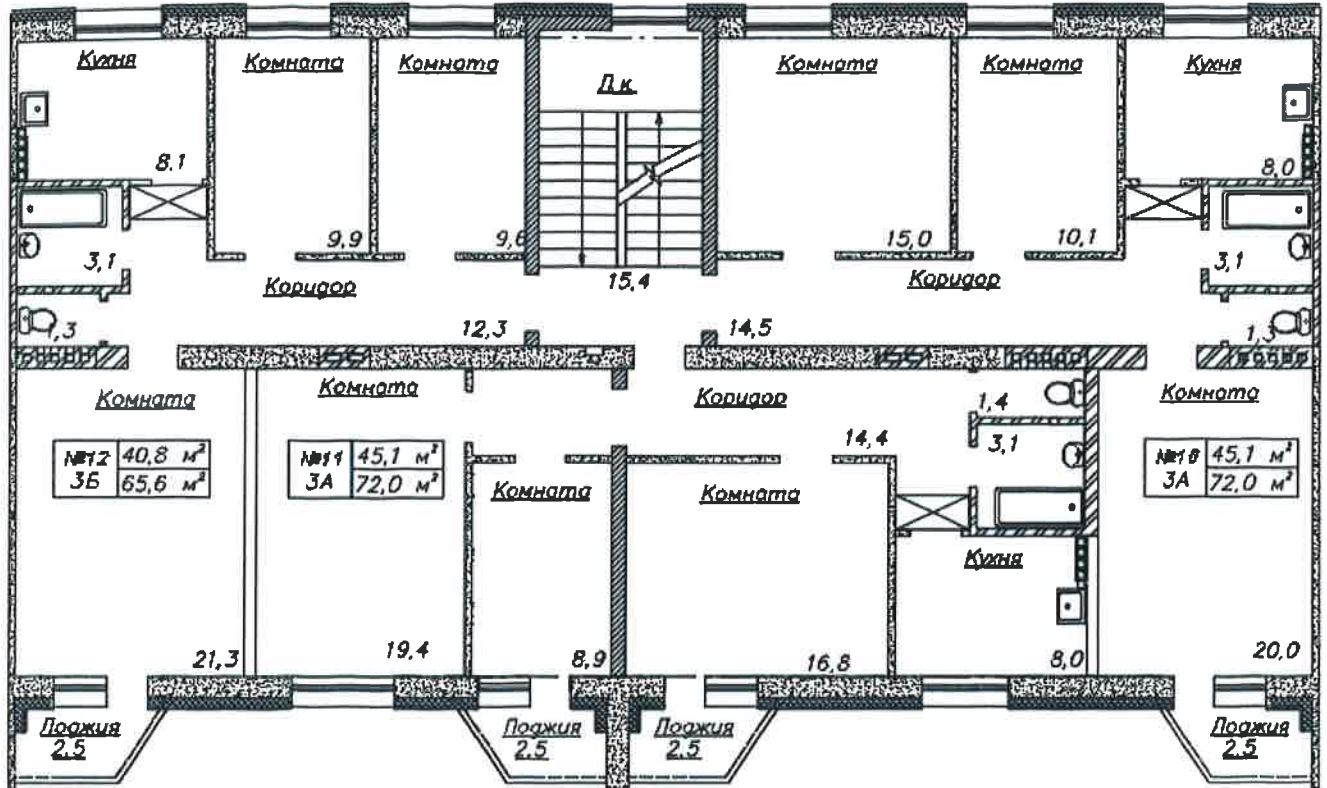 Кухня
Комната
Комната
Л.к.
Комната
Комната
Кухня
8,1
9,9
9,6
15,4
15,0
10,1
8,0
3,1
Коридор
Коридор
3,1
1,3
12,3
14,5
1,3
Комната
Комната
Коридор
1,4
Комната
14,4
3,1
№12 40,8 м²
3Б 65,6 м²
№11 45,1 м²
3А 72,0 м²
Комната
Комната
45,1 м²
3А 72,0 м²
Кухня
21,3
19,4
8,9
16,8
8,0
20,0
Лоджия
2,5
Лоджия
2,5
Лоджия
2,5
Лоджия
2,5